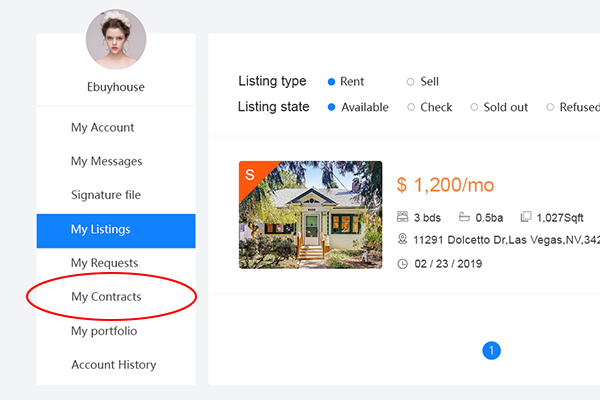 Ebuyhouse
My Account
My Messages
Signature file
My Listings
My Requests
My Contracts
My portfolio
Account History
Listing type Rent Sell
Listing state Available Check Sold out Refused
S
$ 1,200/mo
3 bds 0.5ba 1,027Sqft
11291 Dolcetto Dr,Las Vegas,NV,342
02 / 23 / 2019
1